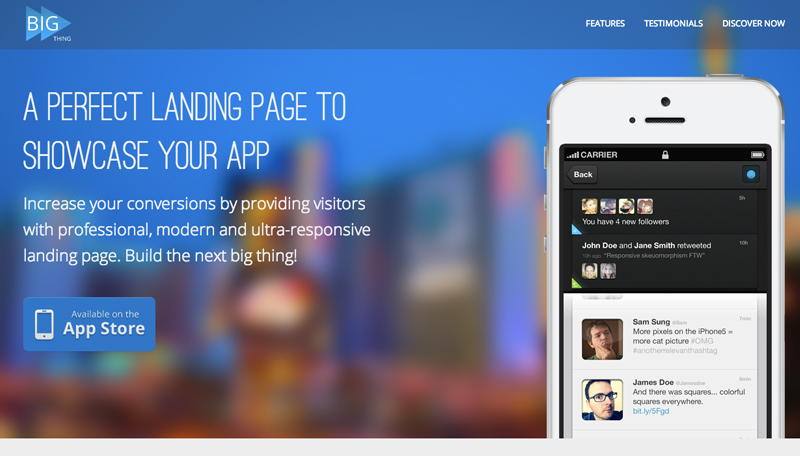 BIG
THING
FEATURES
TESTIMONIALS
DISCOVER NOW
A PERFECT LANDING PAGE TO
SHOWCASE YOUR APP
Increase your conversions by providing visitors
with professional, modern and ultra-responsive
landing page. Build the next big thing!
Available on the
App Store
CARRIER
Back
5h
You have 4 new followers
John Doe and Jane Smith retweeted
10h
10h ago "Responsive skeuomorphism FTW"
Sam Sung @Sam
7min
More pixels on the iPhone5 =
more cat picture #OMG
#anotherrelevanthashtag
James Doe @Jamesdoe
And there was squares... colorful
squares everywhere.
bit.ly/5Fgd